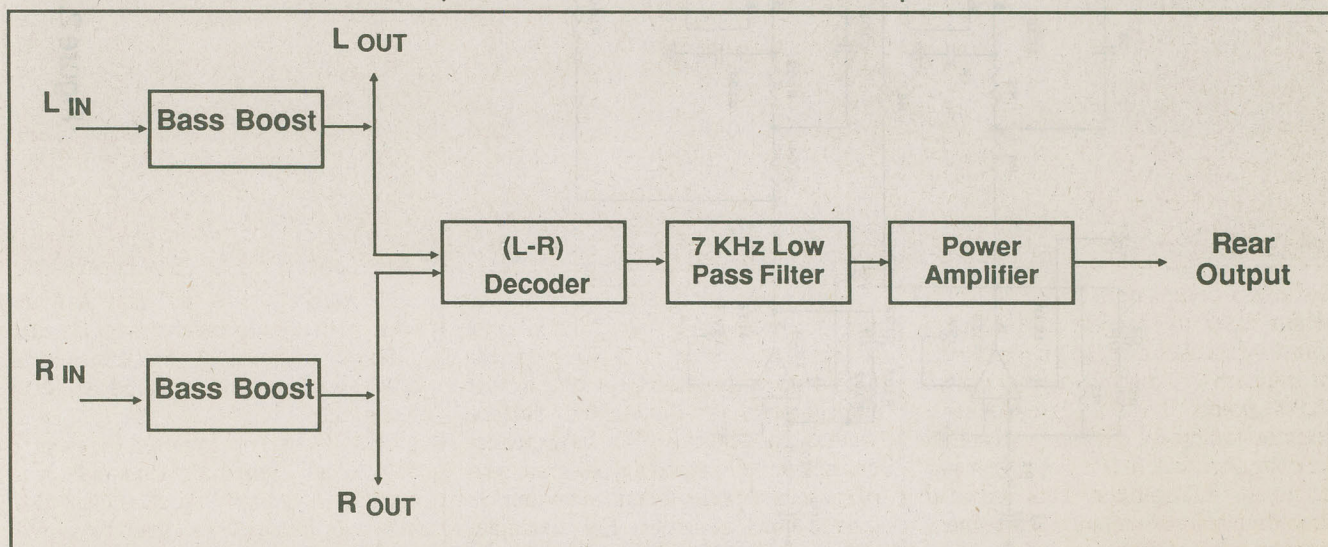 L OUT
L IN
Bass Boost
(L-R)
Decoder
7 KHz Low
Pass Filter
Power
Amplifier
Rear
Output
R IN
Bass Boost
R OUT